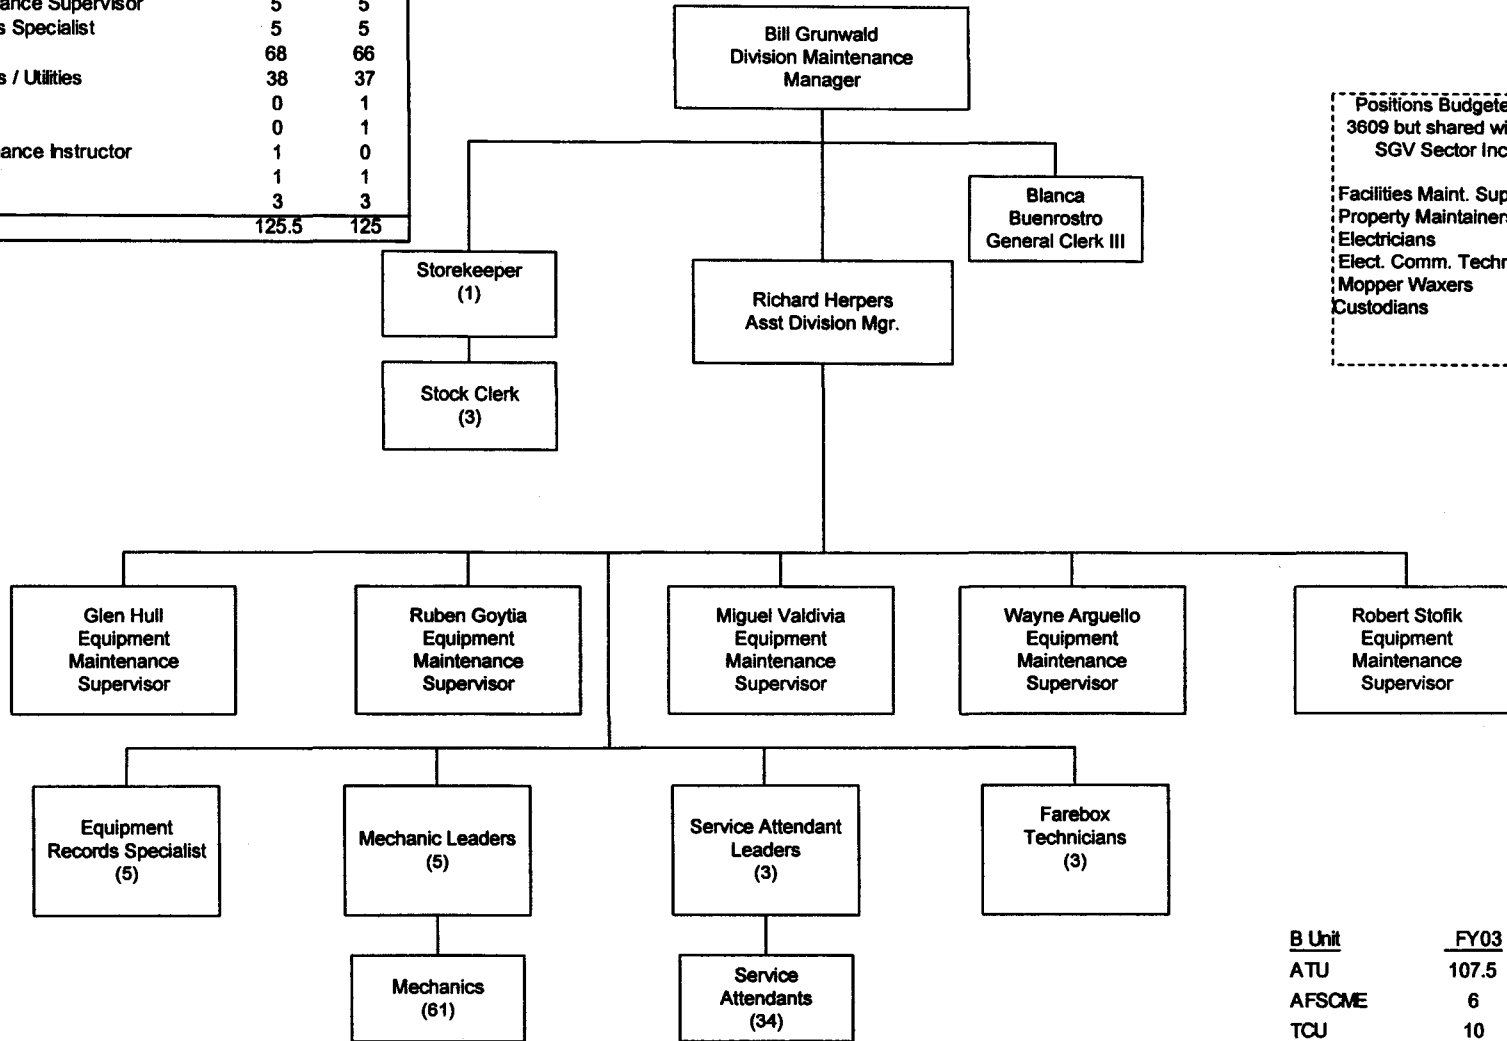 ance Supervisor 5 5
s Specialist 5 5
68 66
s / Utilities 38 37
0 1
0 1
ance Instructor 1 0
1 1
3 3
125.5 125
Bill Grunwald
Division Maintenance
Manager
Positions Budgete
3609 but shared wi
SGV Sector Inc
Facilities Maint. Sup
Property Maintainers
Electricians
Elect. Comm. Techn
Mopper Waxers
Custodians
Blanca
Buenrostro
General Clerk III
Storekeeper
(1)
Richard Herpers
Asst Division Mgr.
Stock Clerk
(3)
Glen Hull
Equipment
Maintenance
Supervisor
Ruben Goytia
Equipment
Maintenance
Supervisor
Miguel Valdivia
Equipment
Maintenance
Supervisor
Wayne Arguello
Equipment
Maintenance
Supervisor
Robert Stofik
Equipment
Maintenance
Supervisor
Equipment
Records Specialist
(5)
Mechanic Leaders
(5)
Service Attendant
Leaders
(3)
Farebox
Technicians
(3)
Mechanics
(61)
Service
Attendants
(34)
B Unit FY03
ATU 107.5
AFSCME 6
TCU 10